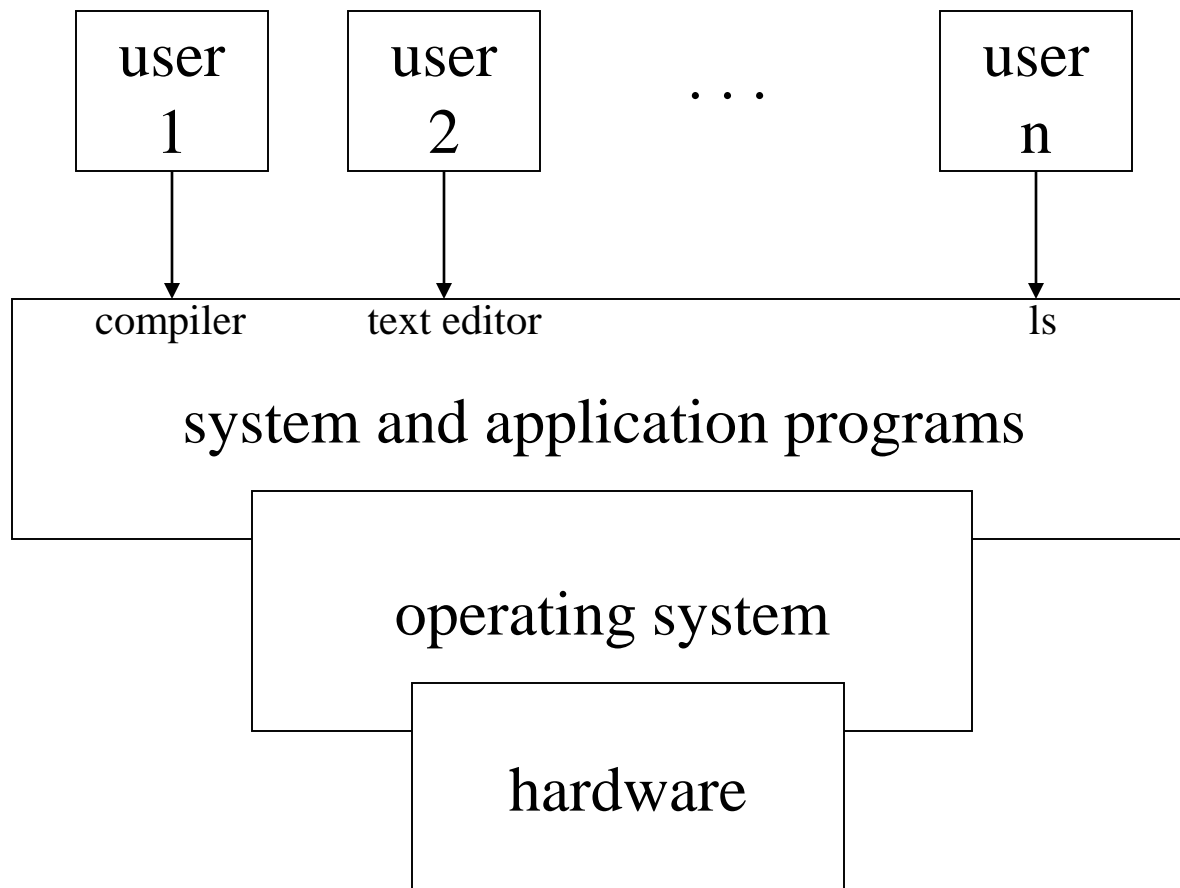 user
1
user
2
. . .
user
n
compiler
text editor
ls
system and application programs
operating system
hardware